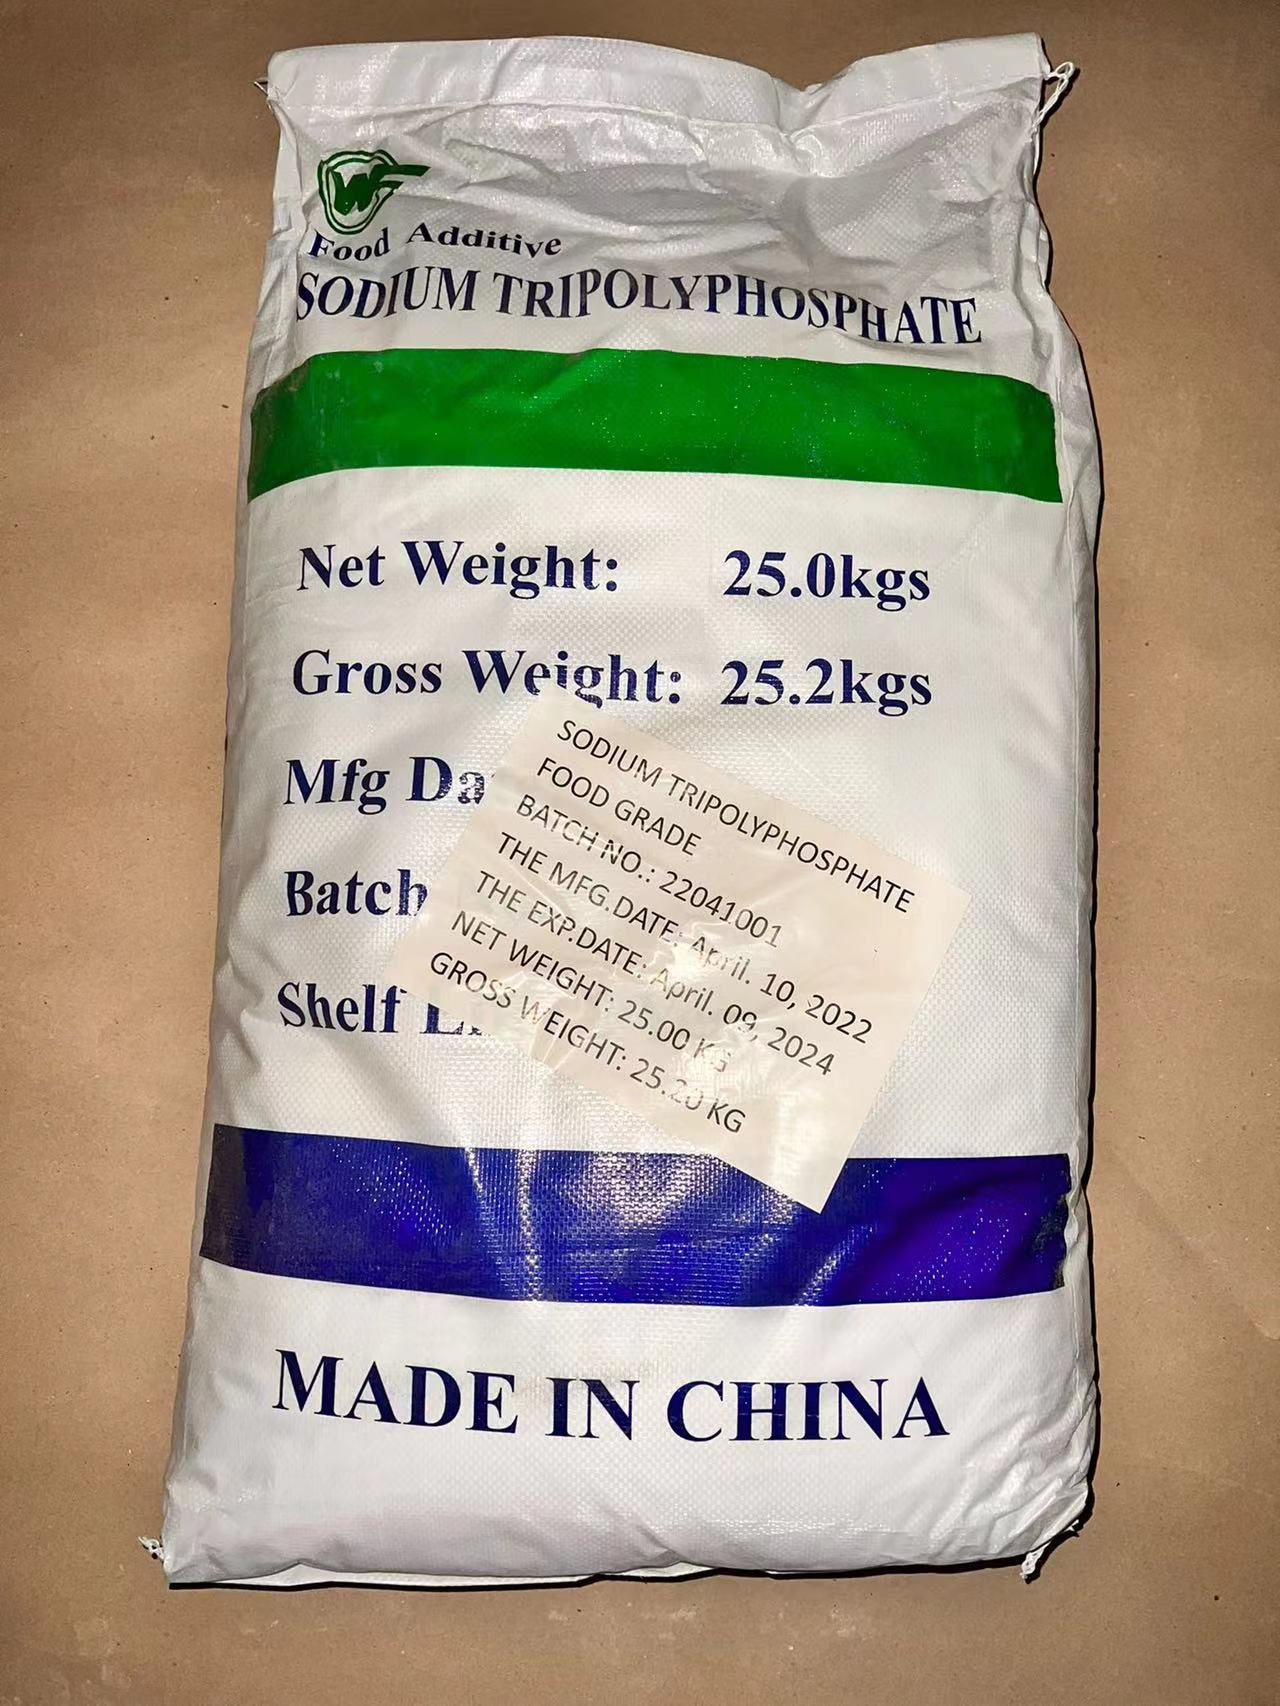 WF
Food Additive
SODIUM TRIPOLYPHOSPHATE
Net Weight: 25.0kgs
Gross Weight: 25.2kgs
Mfg Da
Batch
Shelf
SODIUM TRIPOLYPHOSPHATE
FOOD GRADE
BATCH NO.: 22041001
THE MFG.DATE: April. 10, 2022
THE EXP.DATE: April. 09, 2024
NET WEIGHT: 25.00 KG
GROSS WEIGHT: 25.20 KG
MADE IN CHINA